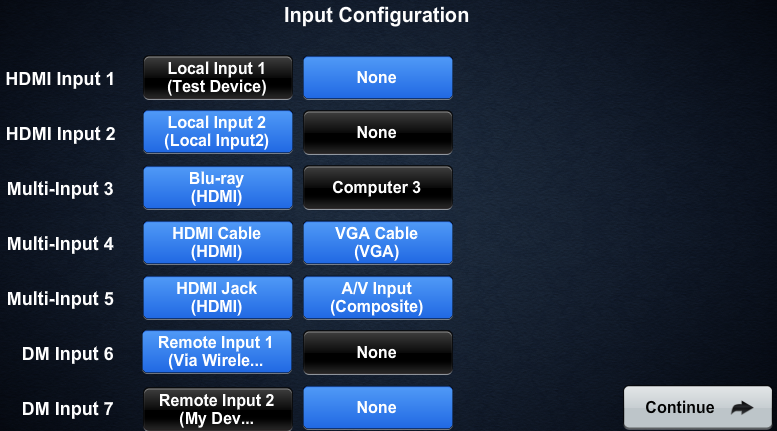 Input Configuration
HDMI Input 1
Local Input 1
(Test Device)
None
HDMI Input 2
Local Input 2
(Local Input2)
None
Multi-Input 3
Blu-ray
(HDMI)
Computer 3
Multi-Input 4
HDMI Cable
(HDMI)
VGA Cable
(VGA)
Multi-Input 5
HDMI Jack
(HDMI)
A/V Input
(Composite)
DM Input 6
Remote Input 1
(Via Wirele...
None
DM Input 7
Remote Input 2
(My Dev...
None
Continue